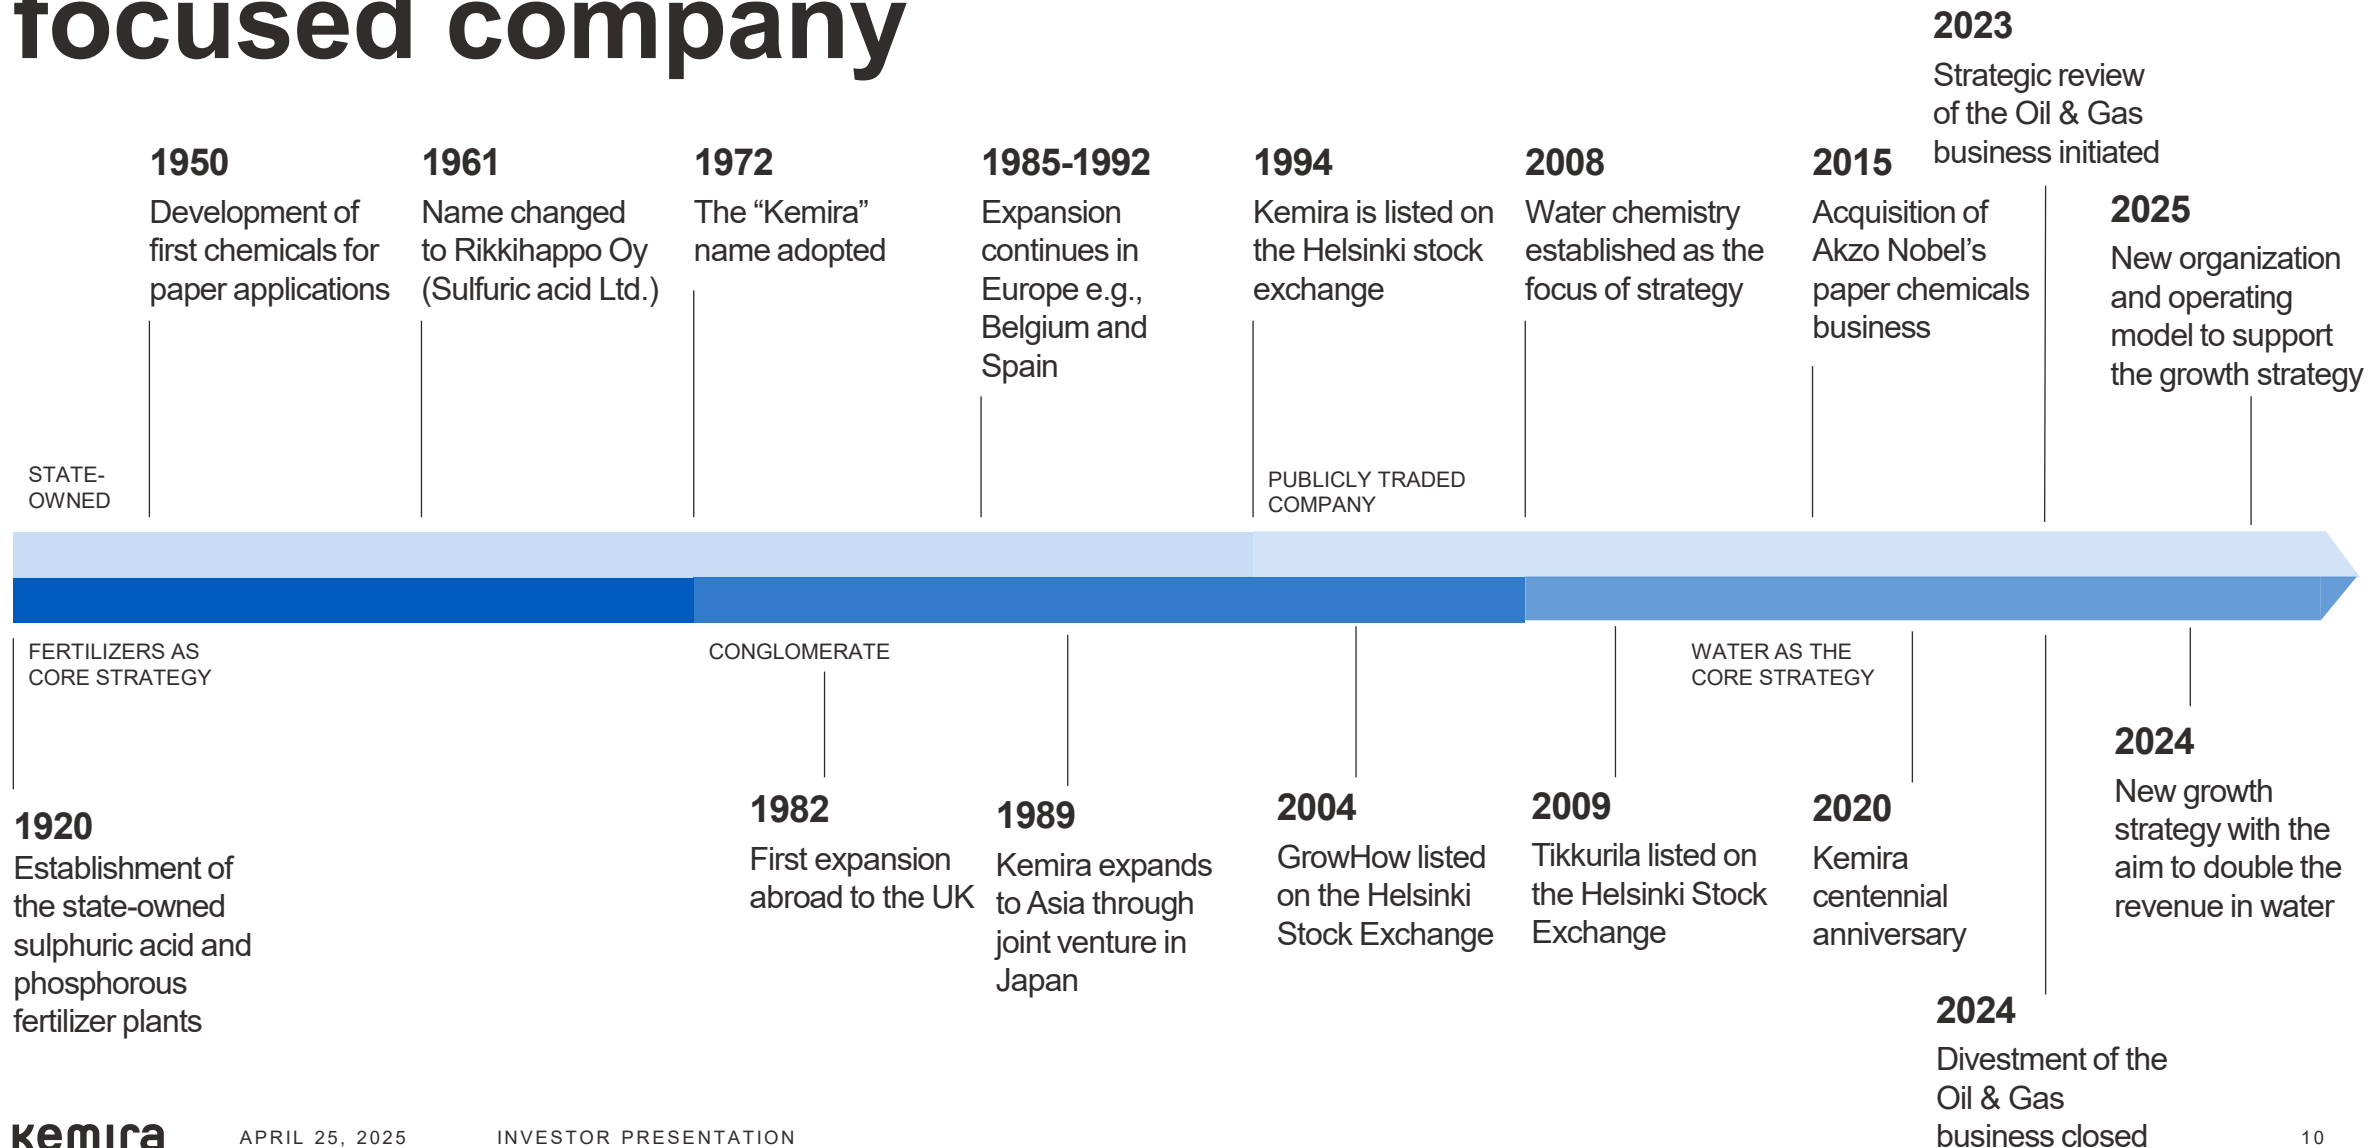 focused company
2023
Strategic review
of the Oil & Gas
business initiated
1950
Development of
first chemicals for
paper applications
1961
Name changed
to Rikkihappo Oy
(Sulfuric acid Ltd.)
1972
The “Kemira”
name adopted
1985-1992
Expansion
continues in
Europe e.g.,
Belgium and
Spain
1994
Kemira is listed on
the Helsinki stock
exchange
2008
Water chemistry
established as the
focus of strategy
2015
Acquisition of
Akzo Nobel’s
paper chemicals
business
2025
New organization
and operating
model to support
the growth strategy
STATE-
OWNED
PUBLICLY TRADED
COMPANY
FERTILIZERS AS
CORE STRATEGY
CONGLOMERATE
WATER AS THE
CORE STRATEGY
1920
Establishment of
the state-owned
sulphuric acid and
phosphorous
fertilizer plants
1982
First expansion
abroad to the UK
1989
Kemira expands
to Asia through
joint venture in
Japan
2004
GrowHow listed
on the Helsinki
Stock Exchange
2009
Tikkurila listed on
the Helsinki Stock
Exchange
2020
Kemira
centennial
anniversary
2024
New growth
strategy with the
aim to double the
revenue in water
2024
Divestment of the
Oil & Gas
business closed
kemira
APRIL 25, 2025
INVESTOR PRESENTATION
10